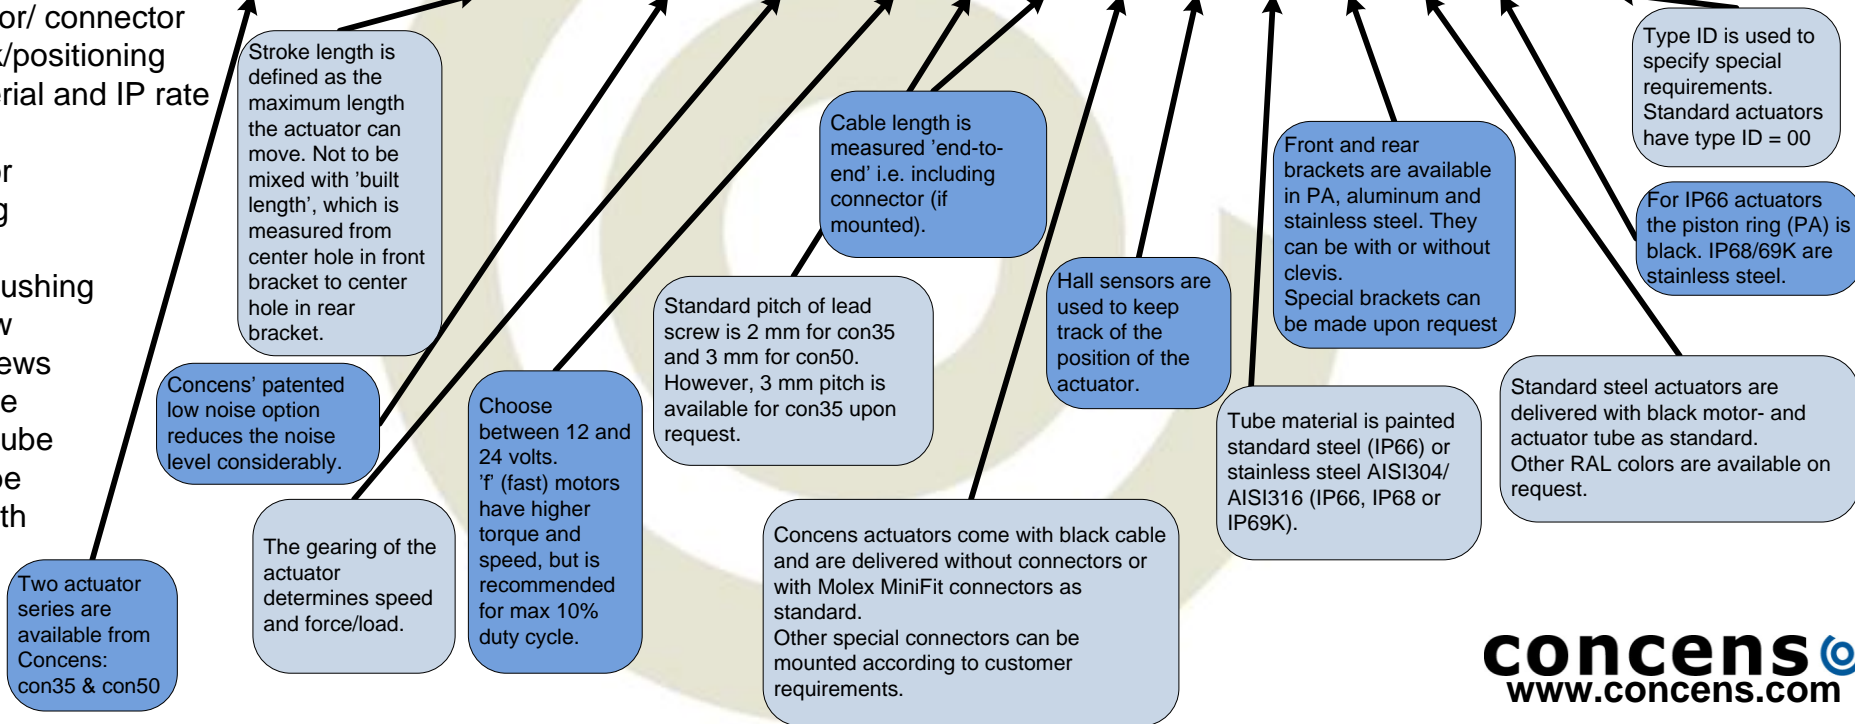 or/ connector
k/positioning
erial and IP rate
or
g
ushing
w
ews
e
ube
pe
th
Stroke length is
defined as the
maximum length
the actuator can
move. Not to be
mixed with ’built
length’, which is
measured from
center hole in front
bracket to center
hole in rear
bracket.
Concens’ patented
low noise option
reduces the noise
level considerably.
Two actuator
series are
available from
Concens:
con35 & con50
The gearing of the
actuator
determines speed
and force/load.
Choose
between 12 and
24 volts.
’f’ (fast) motors
have higher
torque and
speed, but is
recommended
for max 10%
duty cycle.
Standard pitch of lead
screw is 2 mm for con35
and 3 mm for con50.
However, 3 mm pitch is
available for con35 upon
request.
Cable length is
measured ’end-to-
end’ i.e. including
connector (if
mounted).
Concens actuators come with black cable
and are delivered without connectors or
with Molex MiniFit connectors as
standard.
Other special connectors can be
mounted according to customer
requirements.
Hall sensors are
used to keep
track of the
position of the
actuator.
Tube material is painted
standard steel (IP66) or
stainless steel AISI304/
AISI316 (IP66, IP68 or
IP69K).
Front and rear
brackets are available
in PA, aluminum and
stainless steel. They
can be with or without
clevis.
Special brackets can
be made upon request
Standard steel actuators are
delivered with black motor- and
actuator tube as standard.
Other RAL colors are available on
request.
For IP66 actuators
the piston ring (PA) is
black. IP68/69K are
stainless steel.
Type ID is used to
specify special
requirements.
Standard actuators
have type ID = 00
concens
www.concens.com